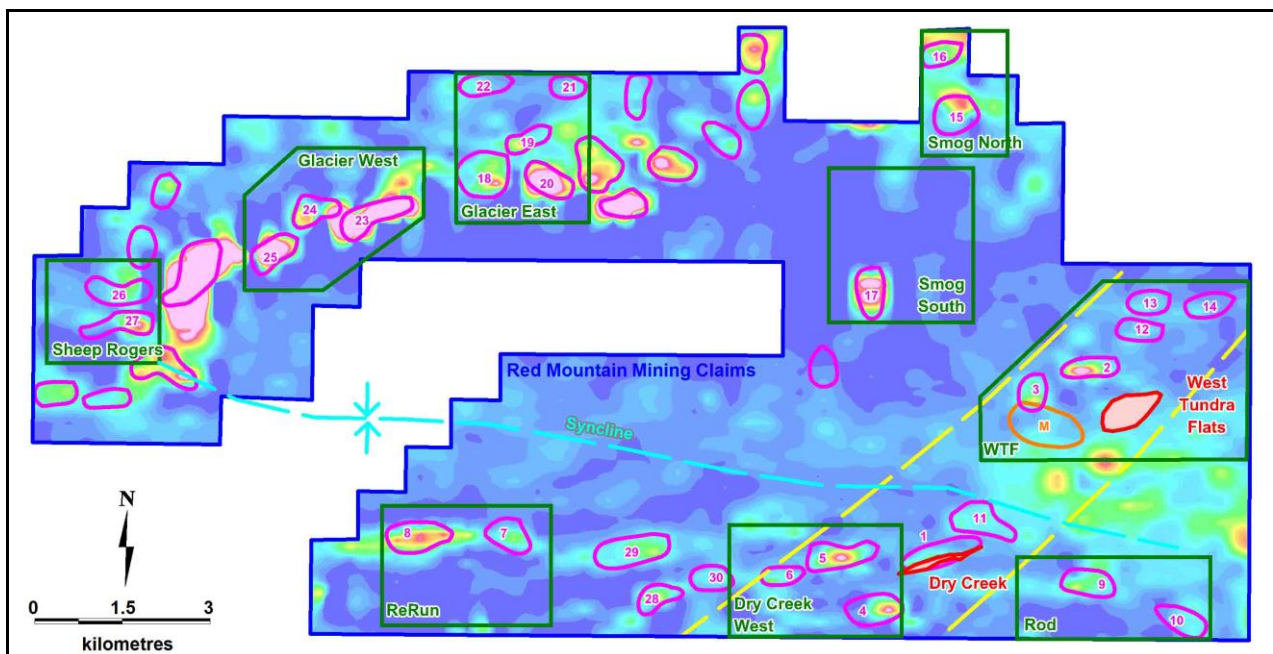 16
22
21
15
Smog North
19
Glacier West
18
20
Glacier East
24
23
25
26
27
Sheep Rogers
17
Smog
South
13
14
12
2
3
West
Tundra
Flats
M
WTF
Red Mountain Mining Claims
Syncline
N
0 1.5 3
kilometres
8
7
ReRun
29
28
30
6
5
4
Dry Creek
West
1
11
Dry Creek
9
10
Rod